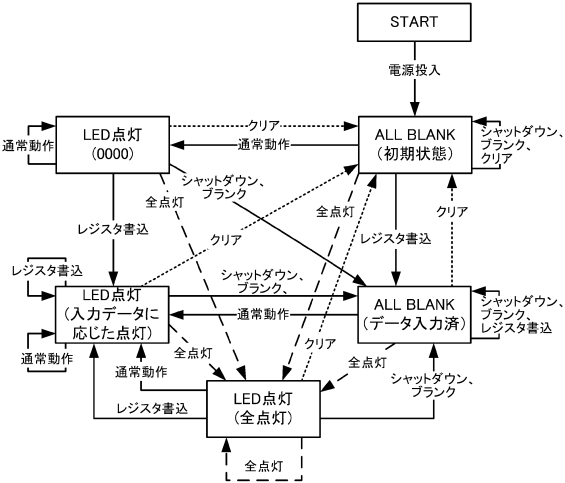 START
電源投入
LED点灯
(0000)
クリア
通常動作
ALL BLANK
(初期状態)
シャットダウン、
ブランク、
クリア
通常動作
シャットダウン、
ブランク
全点灯
全点灯
レジスタ書込
クリア
レジスタ書込
クリア
レジスタ書込
LED点灯
(入力データに
応じた点灯)
シャットダウン、
ブランク、
通常動作
ALL BLANK
(データ入力済)
シャットダウン、
ブランク、
レジスタ書込
通常動作
全点灯
クリア
全点灯
通常動作
レジスタ書込
LED点灯
(全点灯)
シャットダウン、
ブランク
全点灯